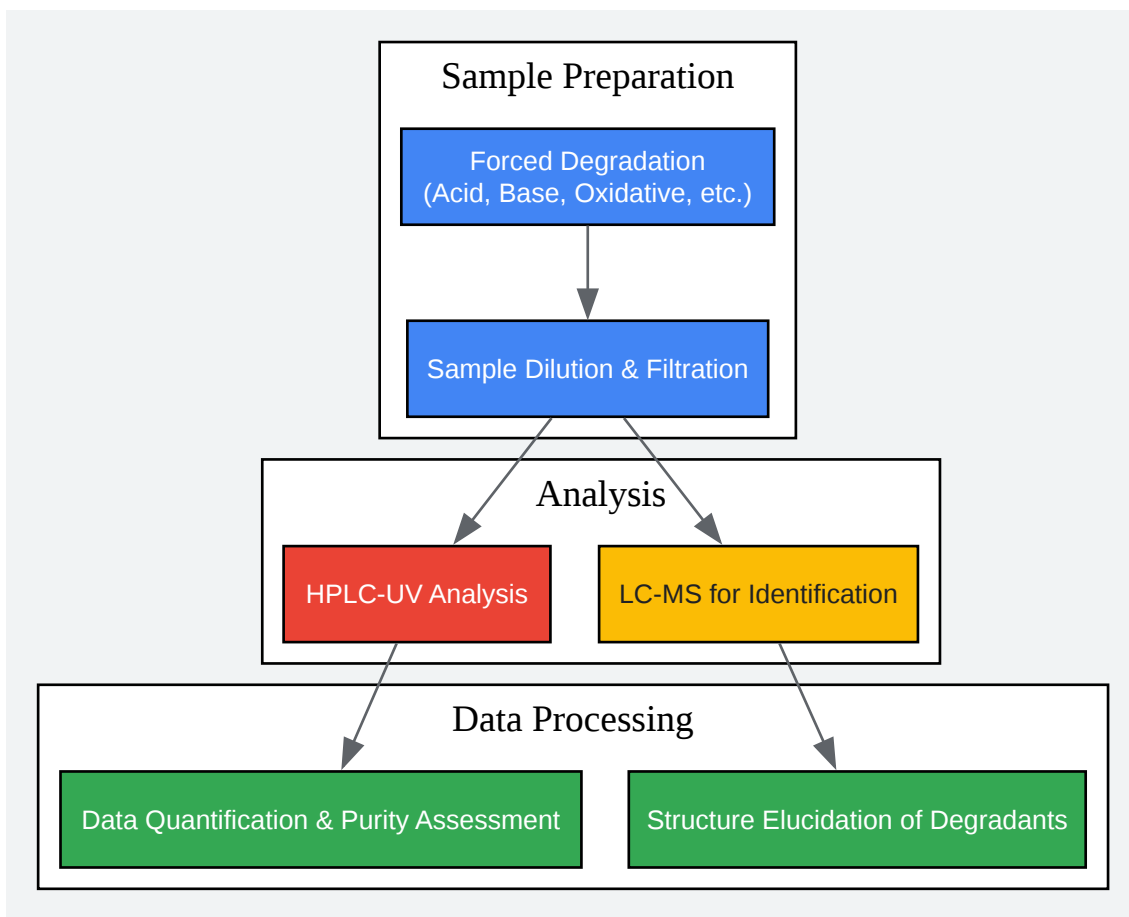 Sample Preparation
Forced Degradation
(Acid, Base, Oxidative, etc.)
Sample Dilution & Filtration
Analysis
HPLC-UV Analysis
LC-MS for Identification
Data Processing
Data Quantification & Purity Assessment
Structure Elucidation of Degradants